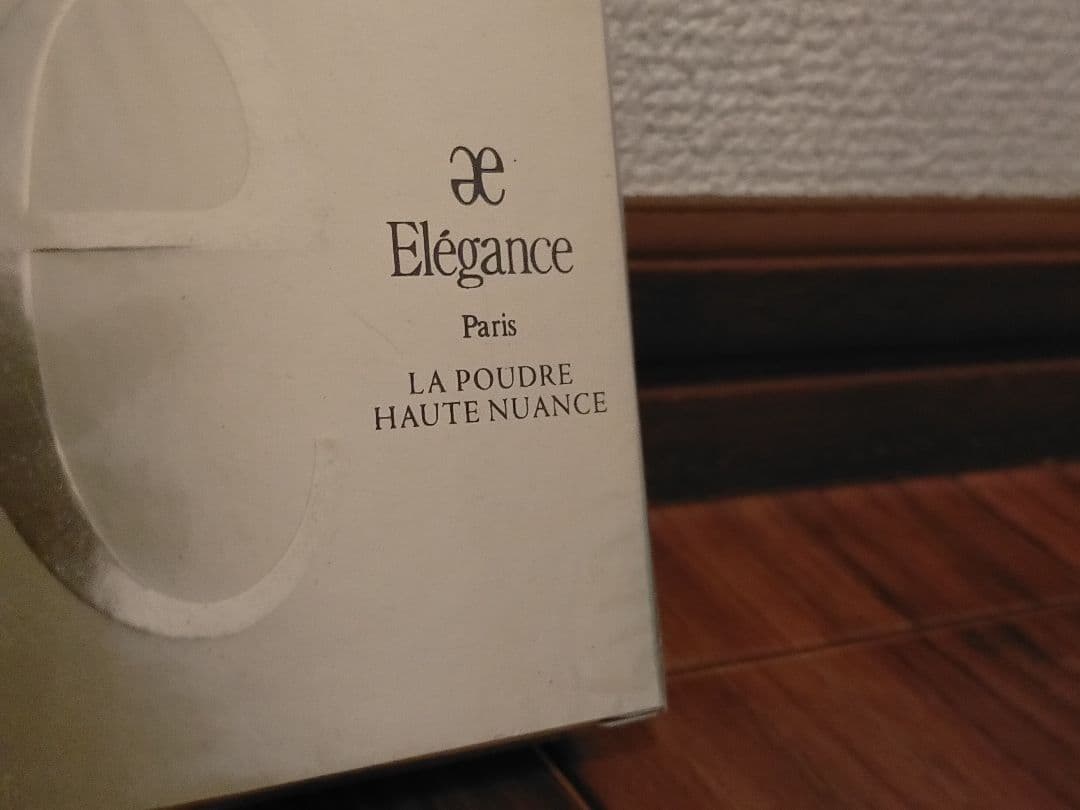 æ
Elégance
Paris
LA POUDRE
HAUTE NUANCE
e